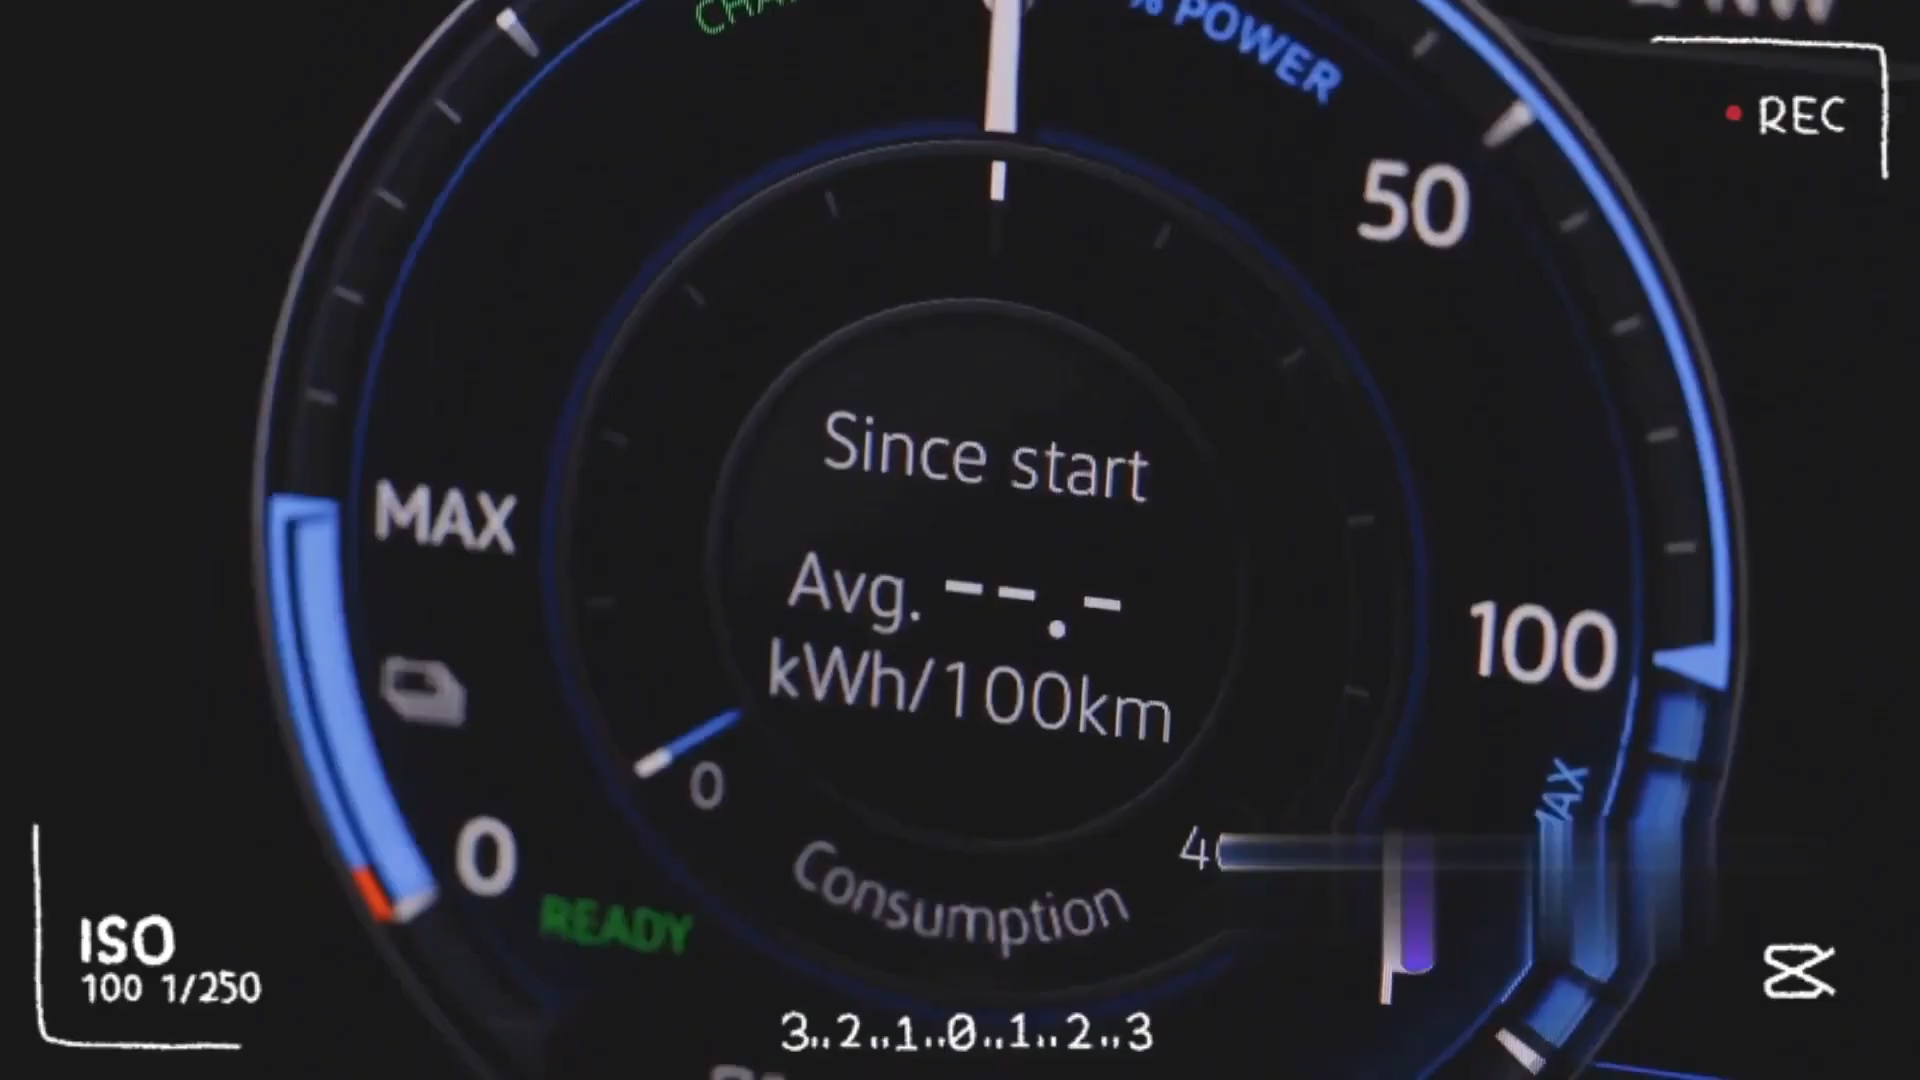 % POWER
REC
50
Since start
MAX
Avg. --.-
kWh/100km
100
0
0
READY
Consumption
ISO
100 1/250
3..2..1..0..1..2..3